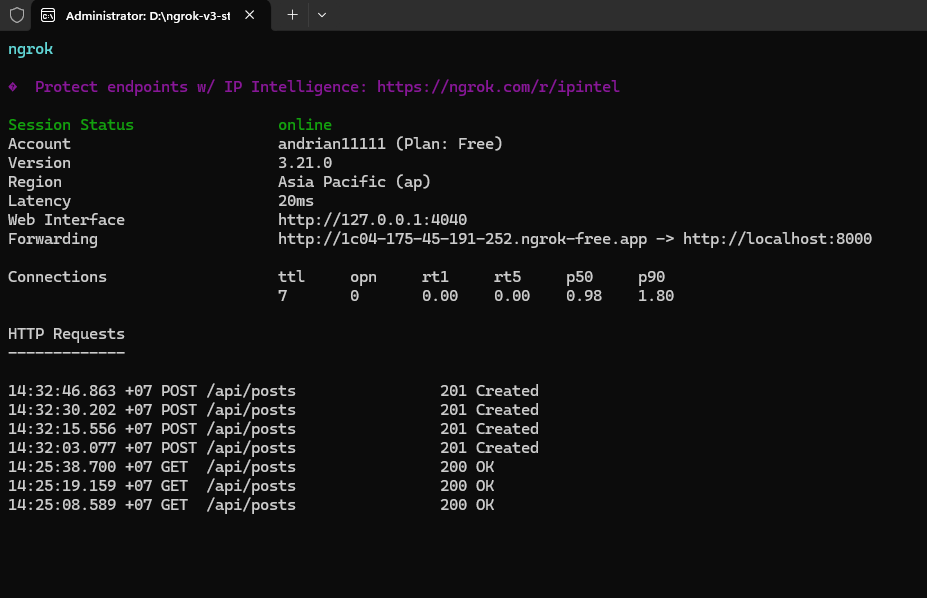 Administrator: D:\ngrok-v3-st
ngrok
� Protect endpoints w/ IP Intelligence: https://ngrok.com/r/ipintel
Session Status online
Account andrian11111 (Plan: Free)
Version 3.21.0
Region Asia Pacific (ap)
Latency 20ms
Web Interface http://127.0.0.1:4040
Forwarding http://1c04-175-45-191-252.ngrok-free.app -> http://localhost:8000
Connections ttl opn rt1 rt5 p50 p90
7 0 0.00 0.00 0.98 1.80
HTTP Requests
-------------
14:32:46.863 +07 POST /api/posts 201 Created
14:32:30.202 +07 POST /api/posts 201 Created
14:32:15.556 +07 POST /api/posts 201 Created
14:32:03.077 +07 POST /api/posts 201 Created
14:25:38.700 +07 GET /api/posts 200 OK
14:25:19.159 +07 GET /api/posts 200 OK
14:25:08.589 +07 GET /api/posts 200 OK